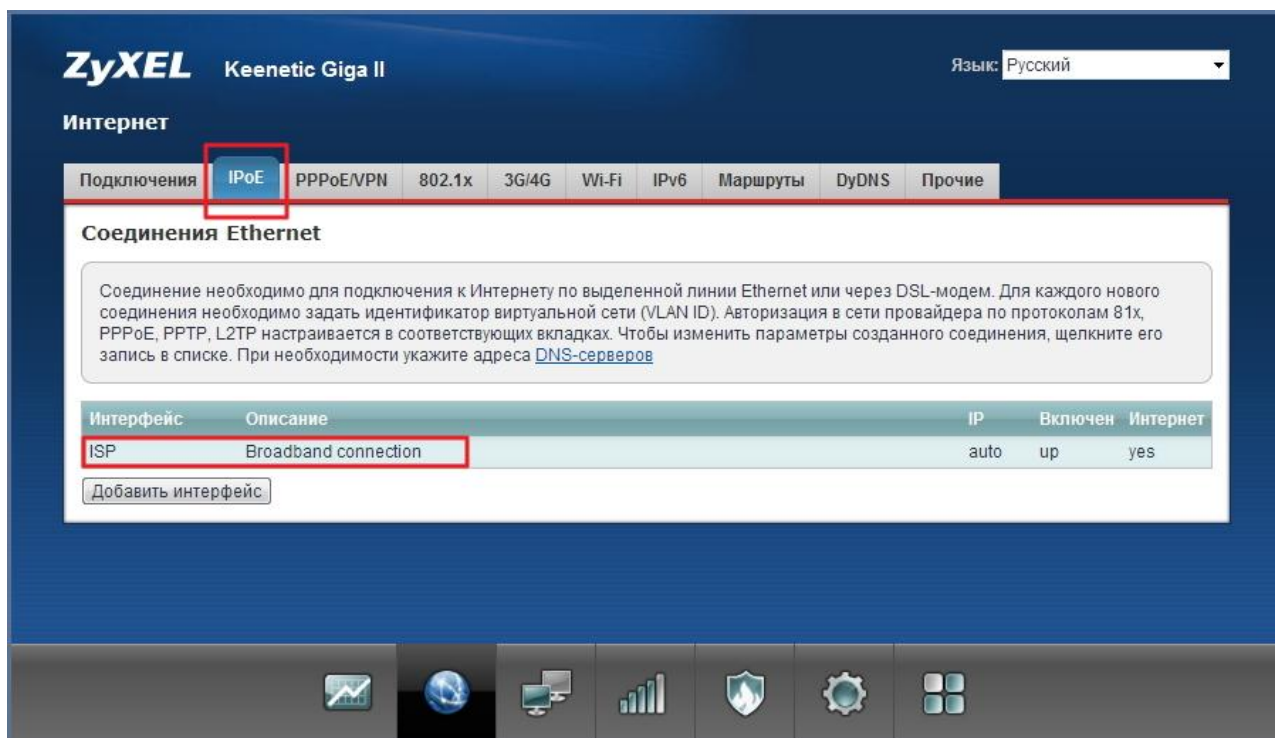 ZyXEL Keenetic Giga II Язык: Русский
Интернет
Подключения IPoE PPPoE/VPN 802.1x 3G/4G Wi-Fi IPv6 Маршруты DyDNS Прочие
Соединения Ethernet
Соединение необходимо для подключения к Интернету по выделенной линии Ethernet или через DSL-модем. Для каждого нового
соединения необходимо задать идентификатор виртуальной сети (VLAN ID). Авторизация в сети провайдера по протоколам 81x,
PPPoE, PPTP, L2TP настраивается в соответствующих вкладках. Чтобы изменить параметры созданного соединения, щелкните его
запись в списке. При необходимости укажите адреса DNS-серверов
Интерфейс Описание IP Включен Интернет
ISP Broadband connection auto up yes
Добавить интерфейс